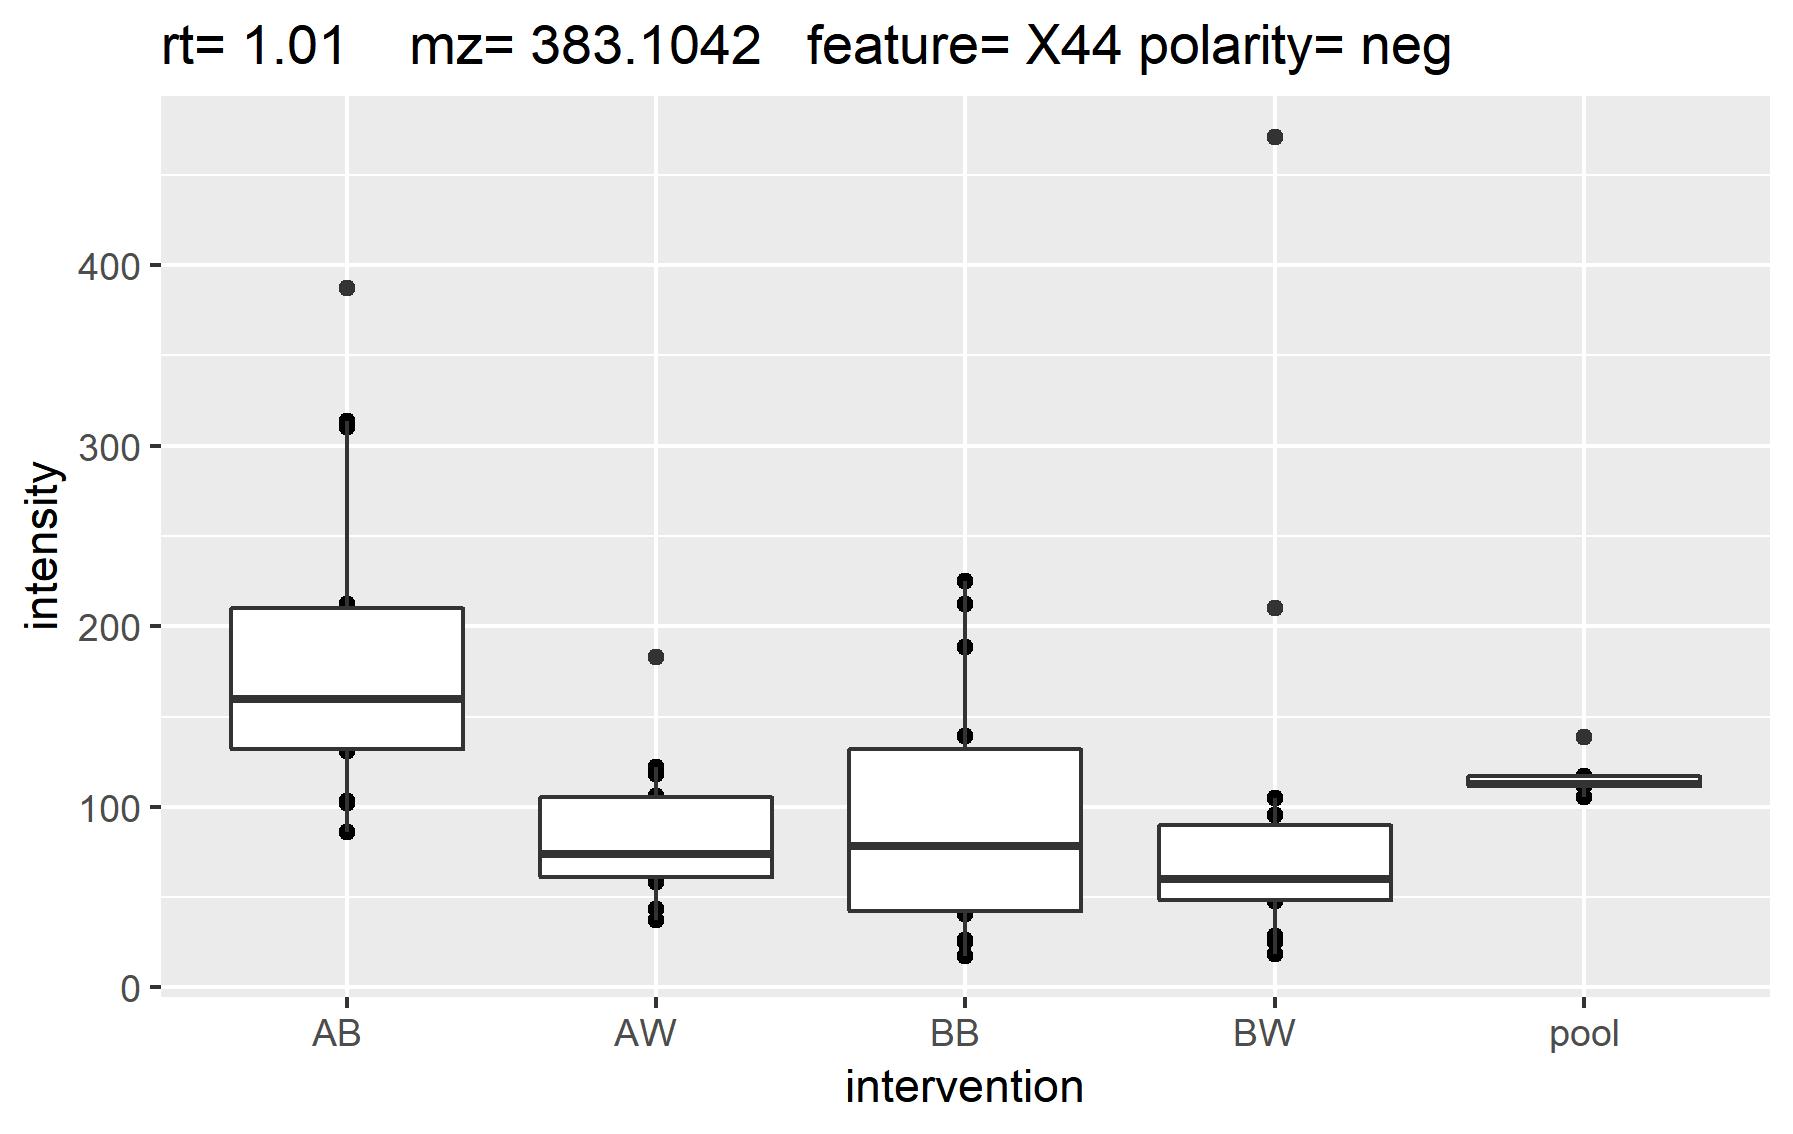 rt= 1.01    mz= 383.1042   feature= X44 polarity= neg
intensity
400
300
200
100
0
AB AW BB BW pool
intervention